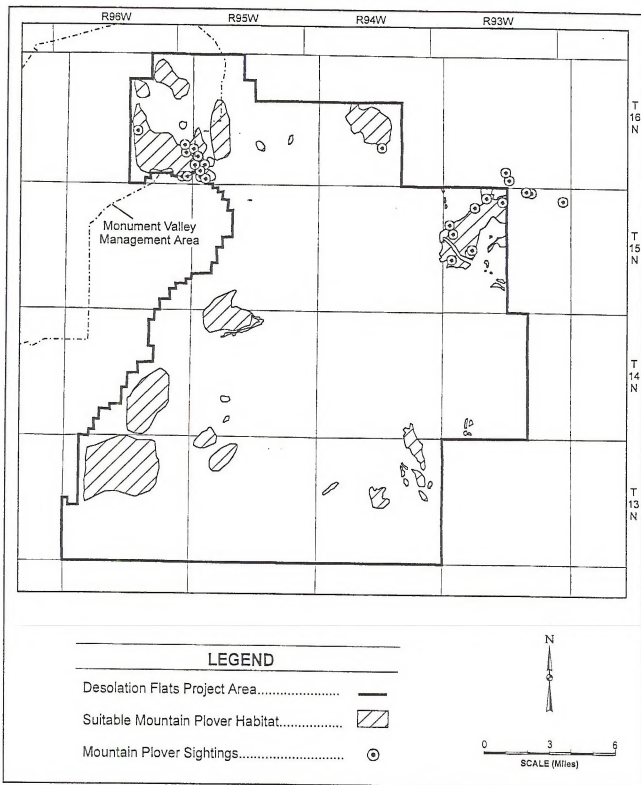 R96W R95W R94W R93W
T
16
N
Monument Valley
Management Area
T
15
N
T
14
N
T
13
N
LEGEND
Desolation Flats Project Area......................
Suitable Mountain Plover Habitat................
Mountain Plover Sightings...........................
N
0 3 6
SCALE (Miles)